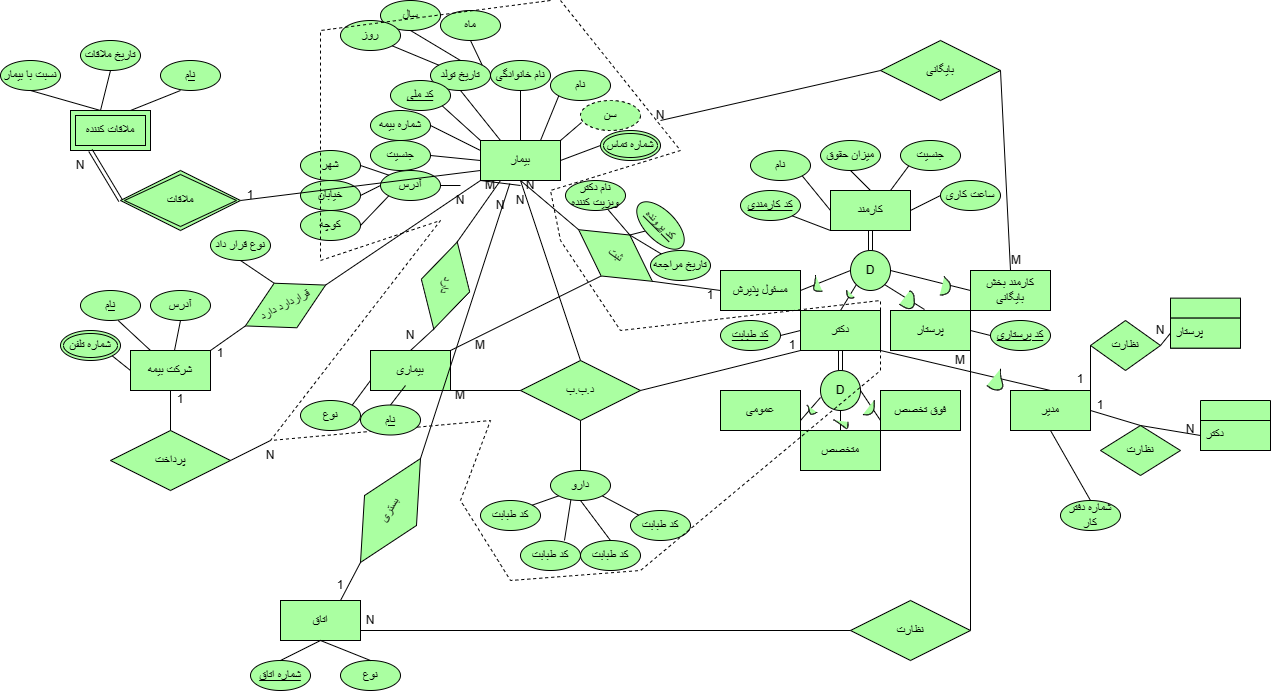 سال
ماه
روز
بایگانی
تاریخ ملاقات
نسبت با بیمار
نام
تاریخ تولد
نام خانوادگی
نام
کد ملی
سن
N
ملاقات کننده
شماره بیمه
بیمار
شماره تماس
جنسیت
شهر
آدرس
خیابان
کوچه
N
ملاقات
1
M
N
N
N
N
نام دکتر
ویزیت کننده
کد پرونده
تاریخ مراجعه
ثبت
نام
میزان حقوق
جنسیت
کد کارمندی
کارمند
ساعت کاری
D
M
نوع قرار داد
قرارداد دارد
دارد
1
مسئول پذیرش
کارمند بخش
بایگانی
نام
آدرس
شماره تلفن
شرکت بیمه
1
1
N
M
بیماری
M
نوع
نام
د.ب.ب
کد طبابت
دکتر
1
پرستار
M
کد پرستاری
نظارت
N
پرستار
1
مدیر
1
نظارت
N
دکتر
D
عمومی
فوق تخصص
متخصص
پرداخت
N
بستری
دارو
کد طبابت
کد طبابت
کد طبابت
کد طبابت
شماره دفتر
کار
1
اتاق
N
نظارت
شماره اتاق
نوع